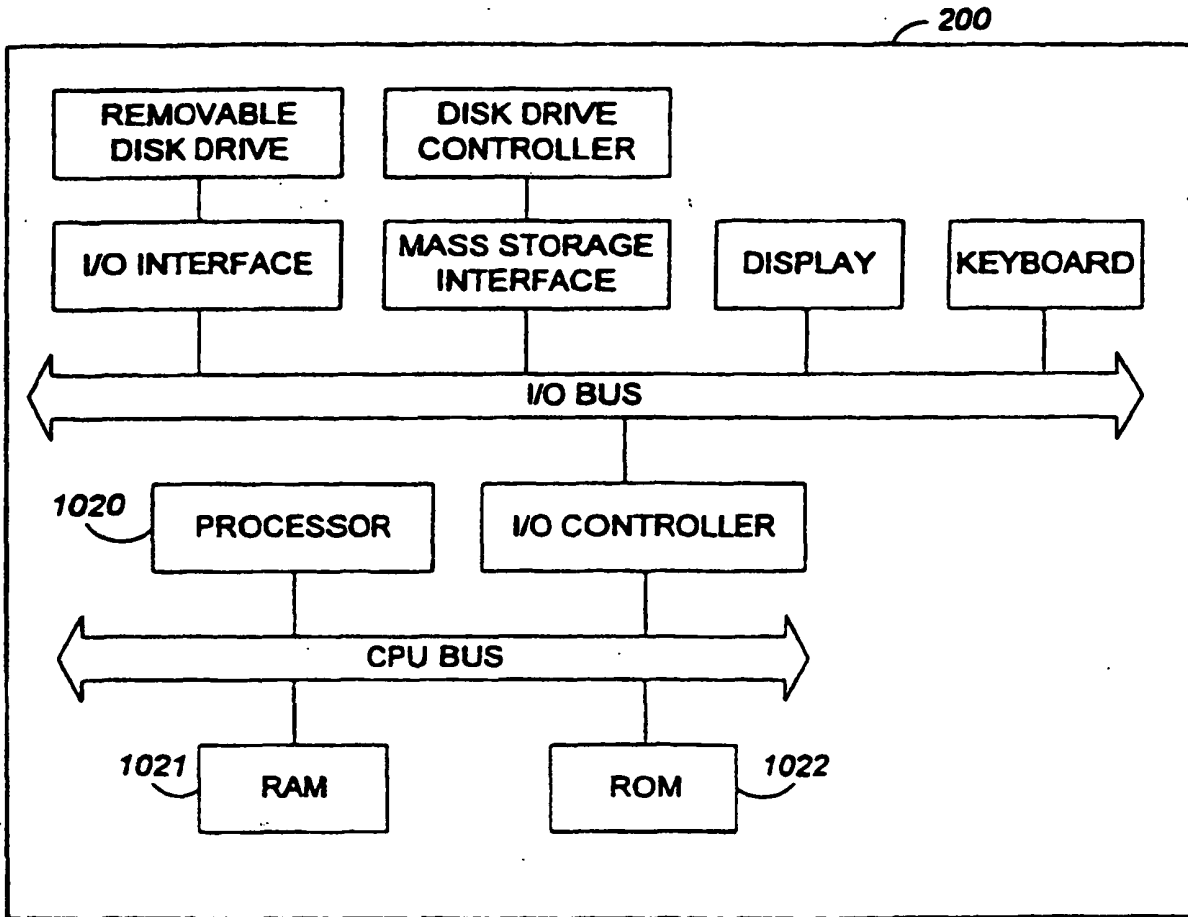 200
REMOVABLE
DISK DRIVE
DISK DRIVE
CONTROLLER
I/O INTERFACE
MASS STORAGE
INTERFACE
DISPLAY
KEYBOARD
I/O BUS
1020
PROCESSOR
I/O CONTROLLER
CPU BUS
1021
RAM
ROM
1022